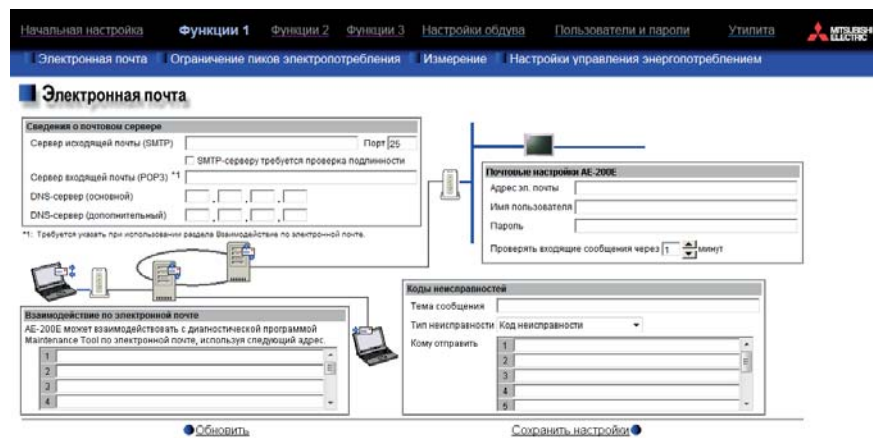 Начальная настройка Функции 1 Функции 2 Функции 3 Настройки обдува Пользователи и пароли Утилита MITSUBISHI ELECTRIC
Электронная почта Ограничение пиков электропотребления Измерение Настройки управления энергопотреблением
Электронная почта
Сведения о почтовом сервере
Сервер исходящей почты (SMTP) Порт 25
SMTP-серверу требуется проверка подлинности
Сервер входящей почты (POP3) *1
DNS-сервер (основной)
DNS-сервер (дополнительный)
*1: Требуется указать при использовании раздела Взаимодействие по электронной почте.
Почтовые настройки AE-200E
Адрес эл. почты
Имя пользователя
Пароль
Проверять входящие сообщения через 1 минут
Взаимодействие по электронной почте
AE-200E может взаимодействовать с диагностической программой
Maintenance Tool по электронной почте, используя следующий адрес.
1
2
3
4
Коды неисправностей
Тема сообщения
Тип неисправности Код неисправности
Кому отправить 1
2
3
4
5
Обновить Сохранить настройки